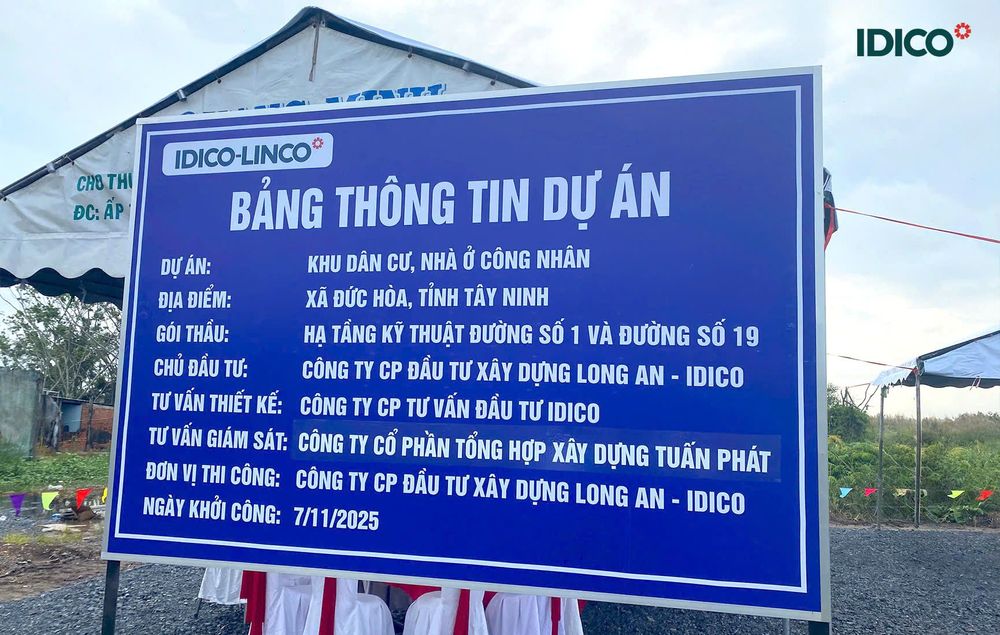 IDICO
CHO THU
ĐC: ẤP
IDICO-LINCO
BẢNG THÔNG TIN DỰ ÁN
DỰ ÁN: KHU DÂN CƯ, NHÀ Ở CÔNG NHÂN
ĐỊA ĐIỂM: XÃ ĐỨC HÒA, TỈNH TÂY NINH
GÓI THẦU: HẠ TẦNG KỸ THUẬT ĐƯỜNG SỐ 1 VÀ ĐƯỜNG SỐ 19
CHỦ ĐẦU TƯ: CÔNG TY CP ĐẦU TƯ XÂY DỰNG LONG AN - IDICO
TƯ VẤN THIẾT KẾ: CÔNG TY CP TƯ VẤN ĐẦU TƯ IDICO
TƯ VẤN GIÁM SÁT: CÔNG TY CỔ PHẦN TỔNG HỢP XÂY DỰNG TUẤN PHÁT
ĐƠN VỊ THI CÔNG: CÔNG TY CP ĐẦU TƯ XÂY DỰNG LONG AN - IDICO
NGÀY KHỞI CÔNG: 7/11/2025